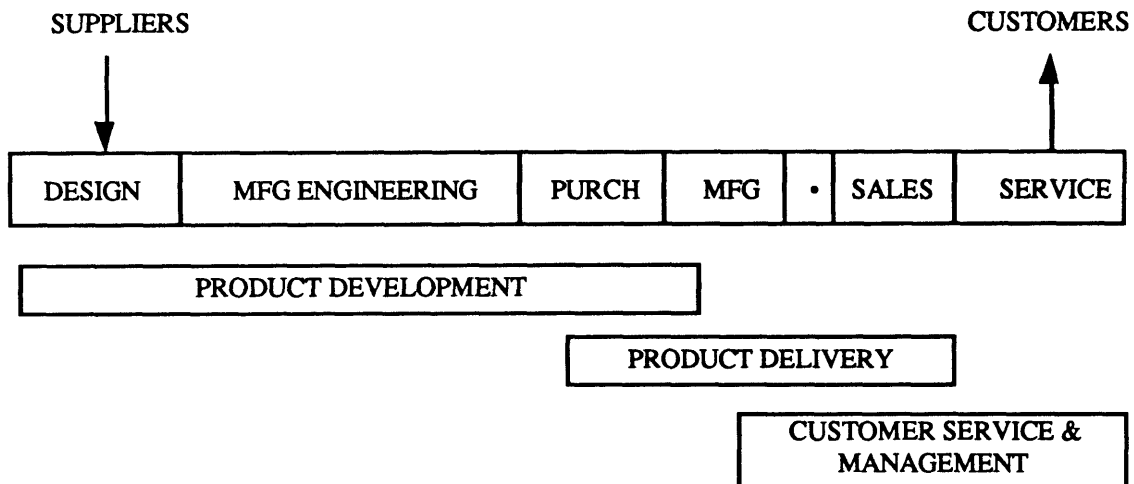 SUPPLIERS CUSTOMERS
DESIGN MFG ENGINEERING PURCH MFG • SALES SERVICE
PRODUCT DEVELOPMENT
PRODUCT DELIVERY
CUSTOMER SERVICE &
MANAGEMENT